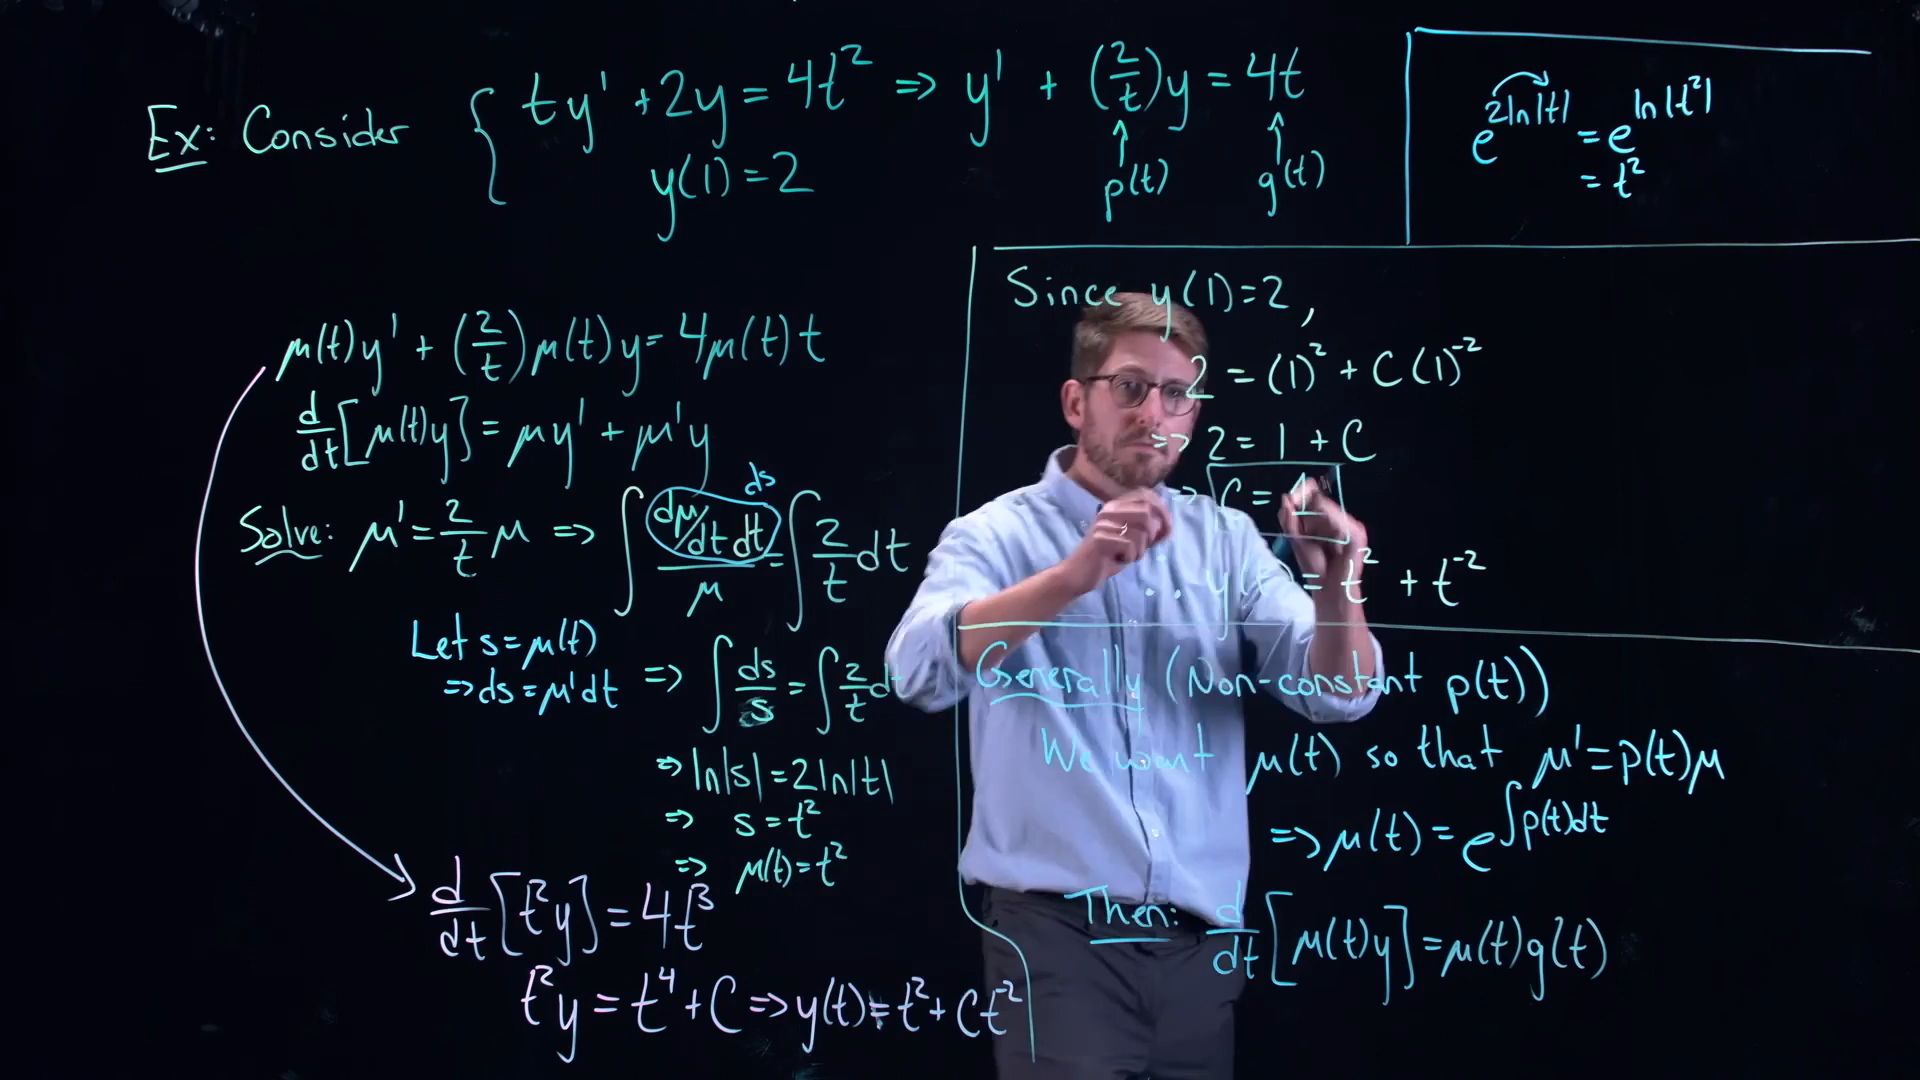 Ex: Consider { ty' + 2y = 4t² ⇒ y' + (2/t)y = 4t
y(1) = 2
↑ p(t) ↑ g(t)
e^(2ln|t|) = e^(ln|t²|)
= t²
μ(t)y' + (2/t)μ(t)y = 4μ(t)t
d/dt[μ(t)y] = μy' + μ'y
Solve: μ' = 2/t μ ⇒ ∫ (dμ/dt dt)/μ = ∫ 2/t dt
ds
Let s = μ(t)
⇒ ds = μ'dt
⇒ ∫ ds/s = ∫ 2/t dt
⇒ ln|s| = 2ln|t|
⇒ s = t²
⇒ μ(t) = t²
d/dt[t²y] = 4t³
t²y = t⁴ + C ⇒ y(t) = t² + Ct⁻²
Since y(1) = 2,
2 = (1)² + C(1)⁻²
⇒ 2 = 1 + C
⇒ C = 1
∴ y(t) = t² + t⁻²
Generally (Non-constant p(t))
We want μ(t) so that μ' = p(t)μ
⇒ μ(t) = e^(∫p(t)dt)
Then: d/dt[μ(t)y] = μ(t)g(t)